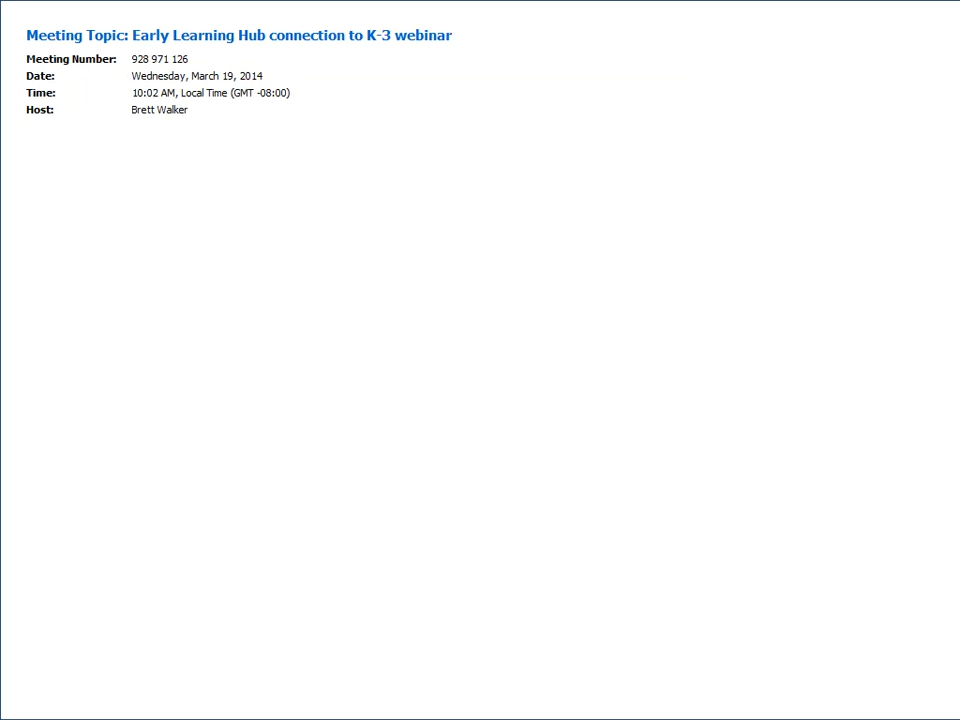 Meeting Topic: Early Learning Hub connection to K-3 webinar
Meeting Number: 928 971 126
Date: Wednesday, March 19, 2014
Time: 10:02 AM, Local Time (GMT -08:00)
Host: Brett Walker